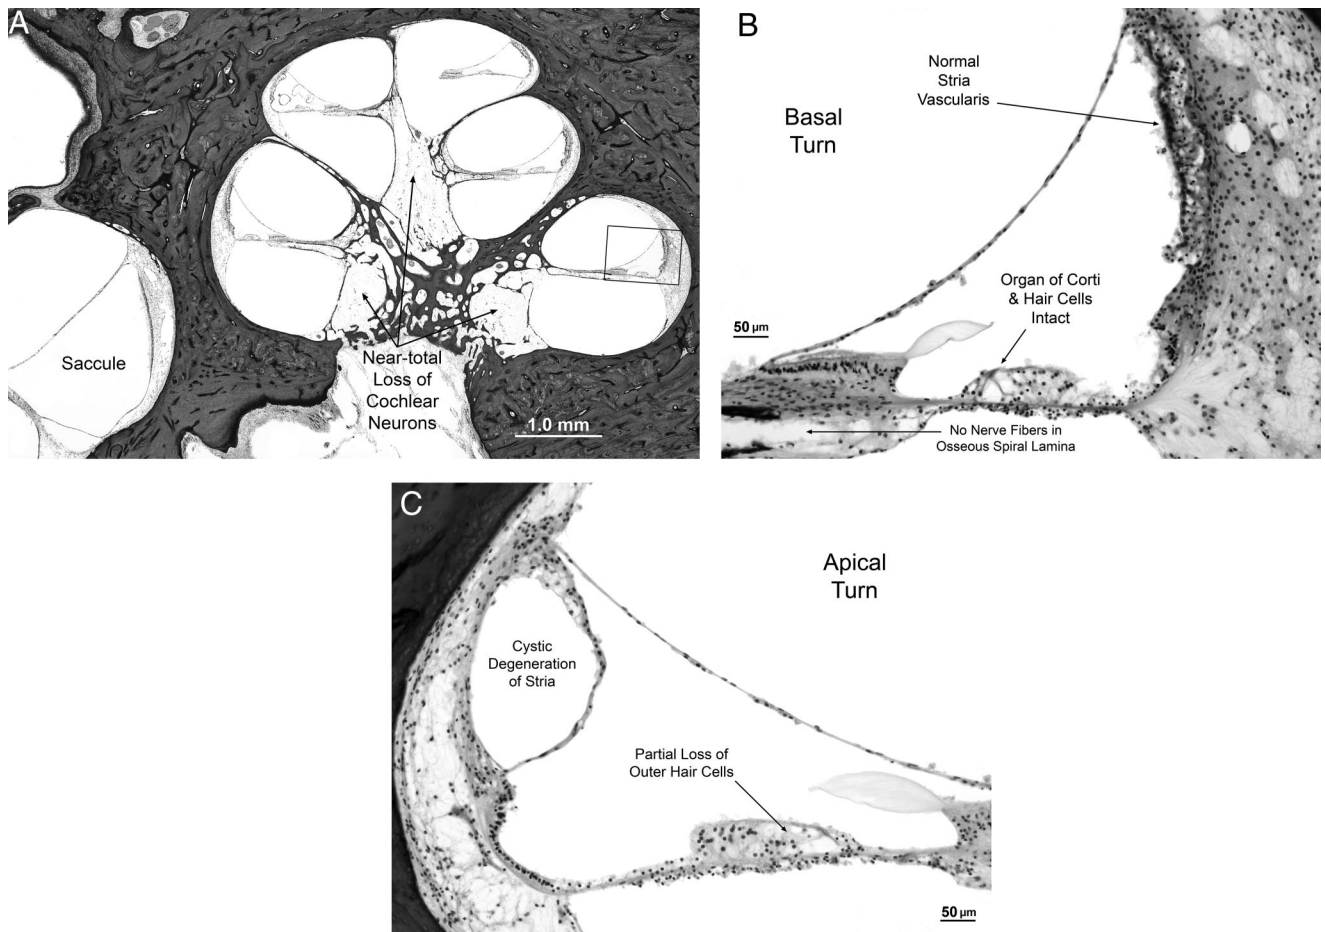 A
Saccule
Near-total
Loss of
Cochlear
Neurons
1.0 mm
B
Basal
Turn
Normal
Stria
Vascularis
Organ of Corti
& Hair Cells
Intact
50 µm
No Nerve Fibers in
Osseous Spiral Lamina
C
Apical
Turn
Cystic
Degeneration
of Stria
Partial Loss of
Outer Hair Cells
50 µm